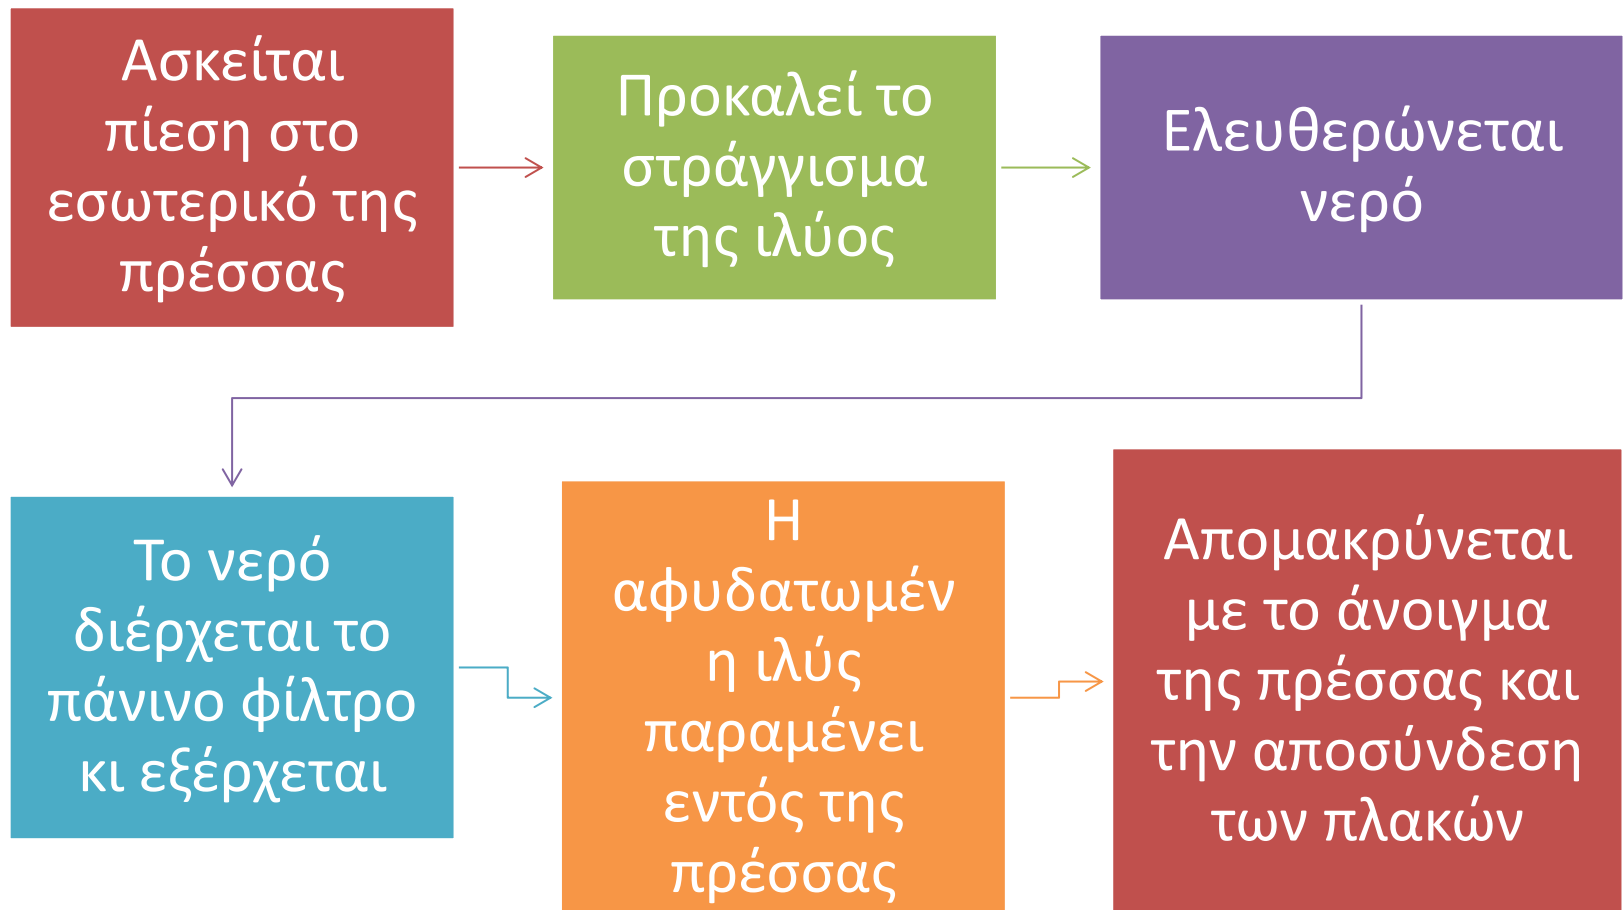 Ασκείται
πίεση στο
εσωτερικό της
πρέσσας
Προκαλεί το
στράγγισμα
της ιλύος
Ελευθερώνεται
νερό
Το νερό
διέρχεται το
πάνινο φίλτρο
κι εξέρχεται
Η
αφυδατωμέν
η ιλύς
παραμένει
εντός της
πρέσσας
Απομακρύνεται
με το άνοιγμα
της πρέσσας και
την αποσύνδεση
των πλακών